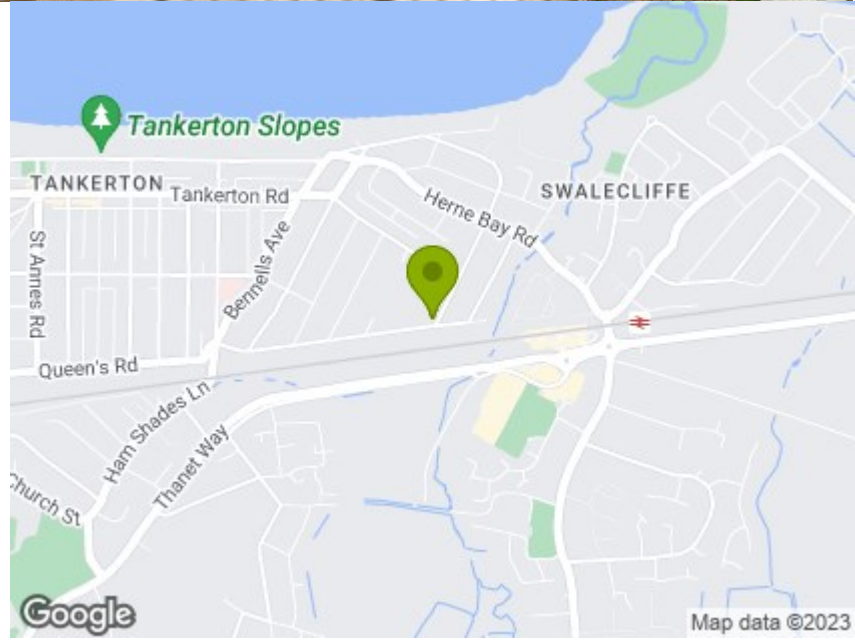 Tankerton Slopes
TANKERTON
Tankerton Rd
SWALECLIFFE
Herne Bay Rd
St Annes Rd
Bennells Ave
Queen's Rd
Ham Shades Ln
Thanet Way
Church St
Google
Map data ©2023